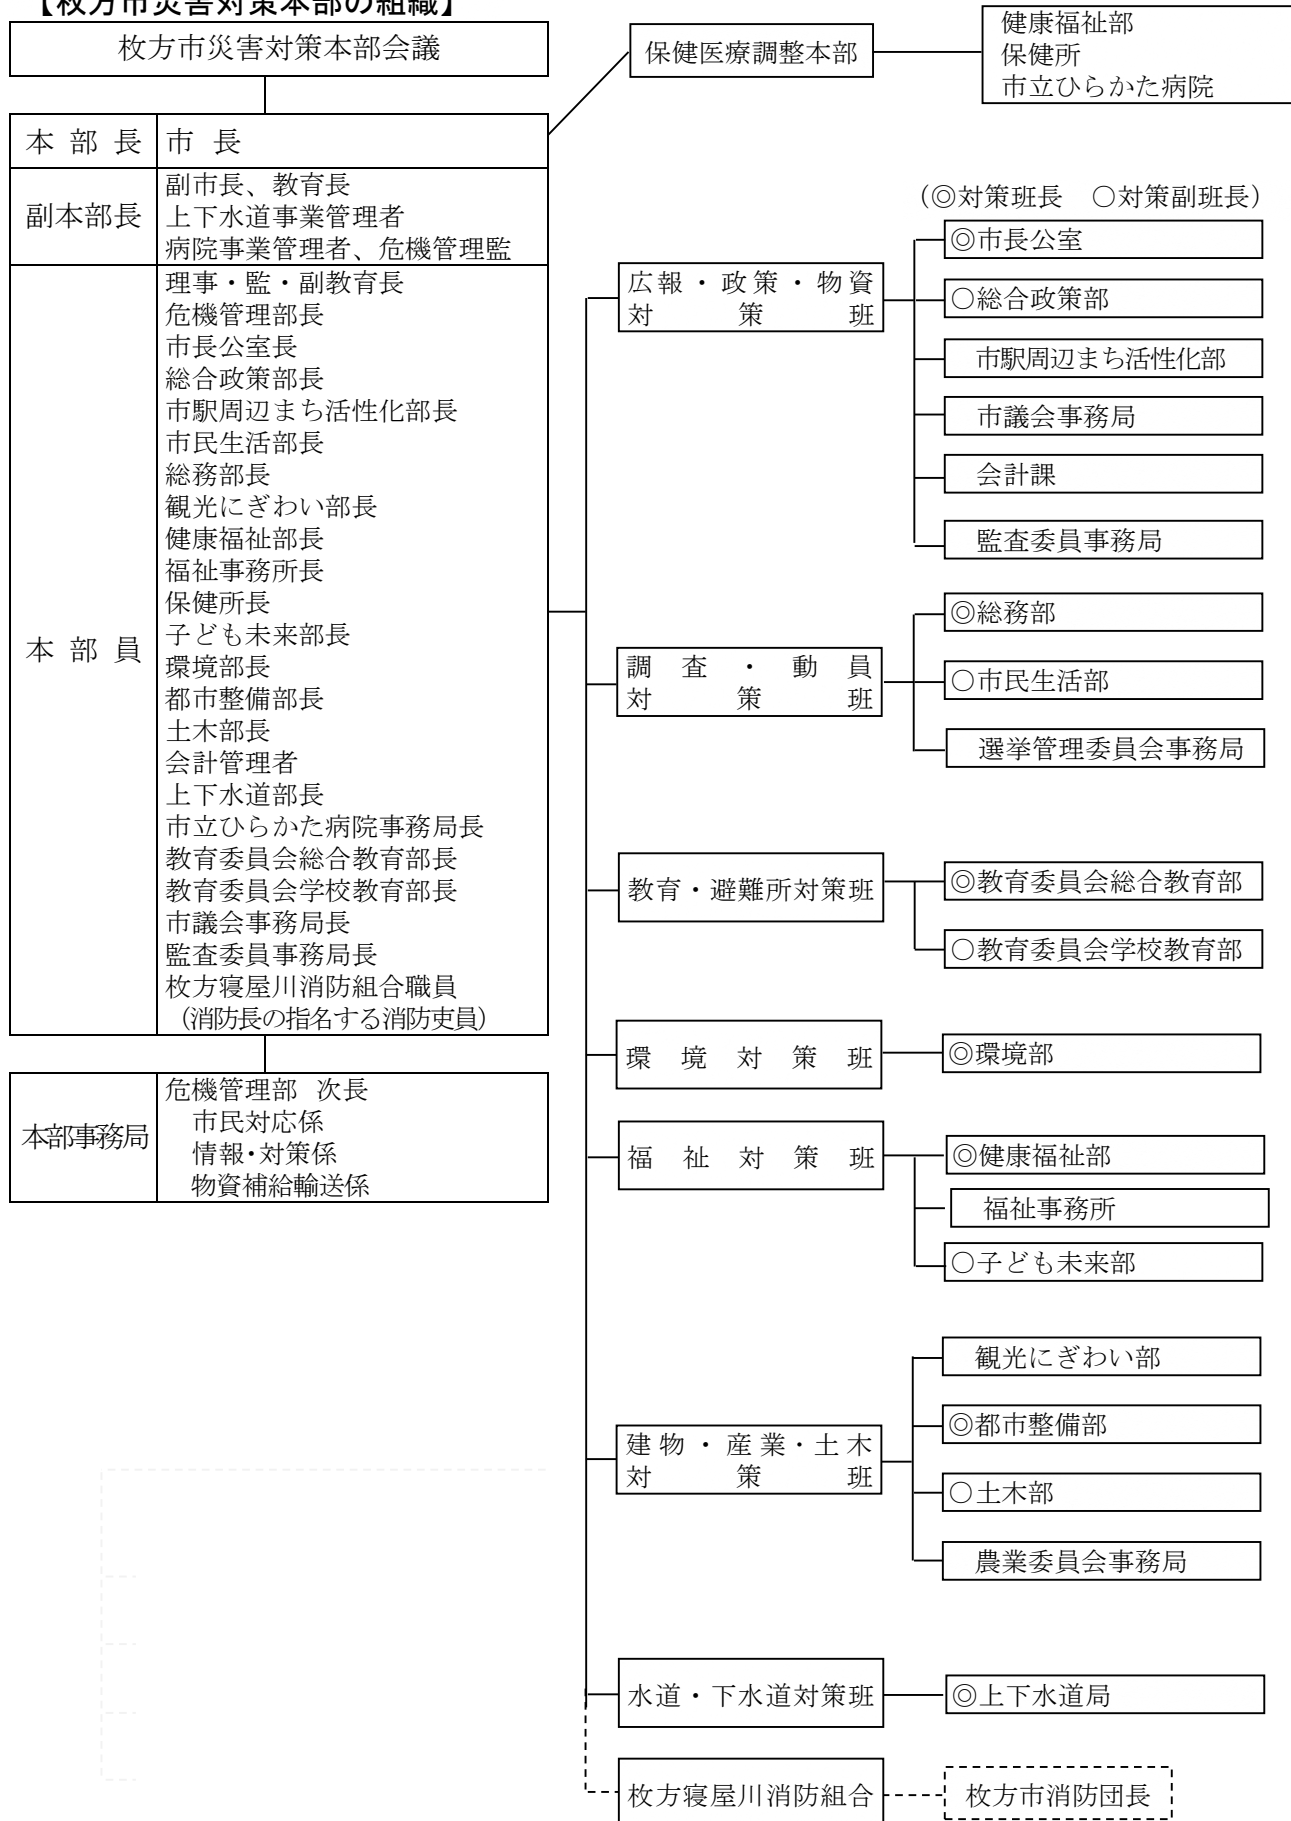 【枚方市災害対策本部の組織】
枚方市災害対策本部会議
本部長
市長
副本部長
副市長、教育長
上下水道事業管理者
病院事業管理者、危機管理監
本部員
理事・監・副教育長
危機管理部長
市長公室長
総合政策部長
市駅周辺まち活性化部長
市民生活部長
総務部長
観光にぎわい部長
健康福祉部長
福祉事務所長
保健所長
子ども未来部長
環境部長
都市整備部長
土木部長
会計管理者
上下水道部長
市立ひらかた病院事務局長
教育委員会総合教育部長
教育委員会学校教育部長
市議会事務局長
監査委員事務局長
枚方寝屋川消防組合職員
（消防長の指名する消防吏員）
本部事務局
危機管理部 次長
市民対応係
情報・対策係
物資補給輸送係
保健医療調整本部
健康福祉部
保健所
市立ひらかた病院
（◎対策班長　○対策副班長）
広報・政策・物資
対策班
◎市長公室
○総合政策部
市駅周辺まち活性化部
市議会事務局
会計課
監査委員事務局
調査・動員
対策班
◎総務部
○市民生活部
選挙管理委員会事務局
教育・避難所対策班
◎教育委員会総合教育部
○教育委員会学校教育部
環境対策班
◎環境部
福祉対策班
◎健康福祉部
福祉事務所
○子ども未来部
建物・産業・土木
対策班
観光にぎわい部
◎都市整備部
○土木部
農業委員会事務局
水道・下水道対策班
◎上下水道局
枚方寝屋川消防組合
枚方市消防団長